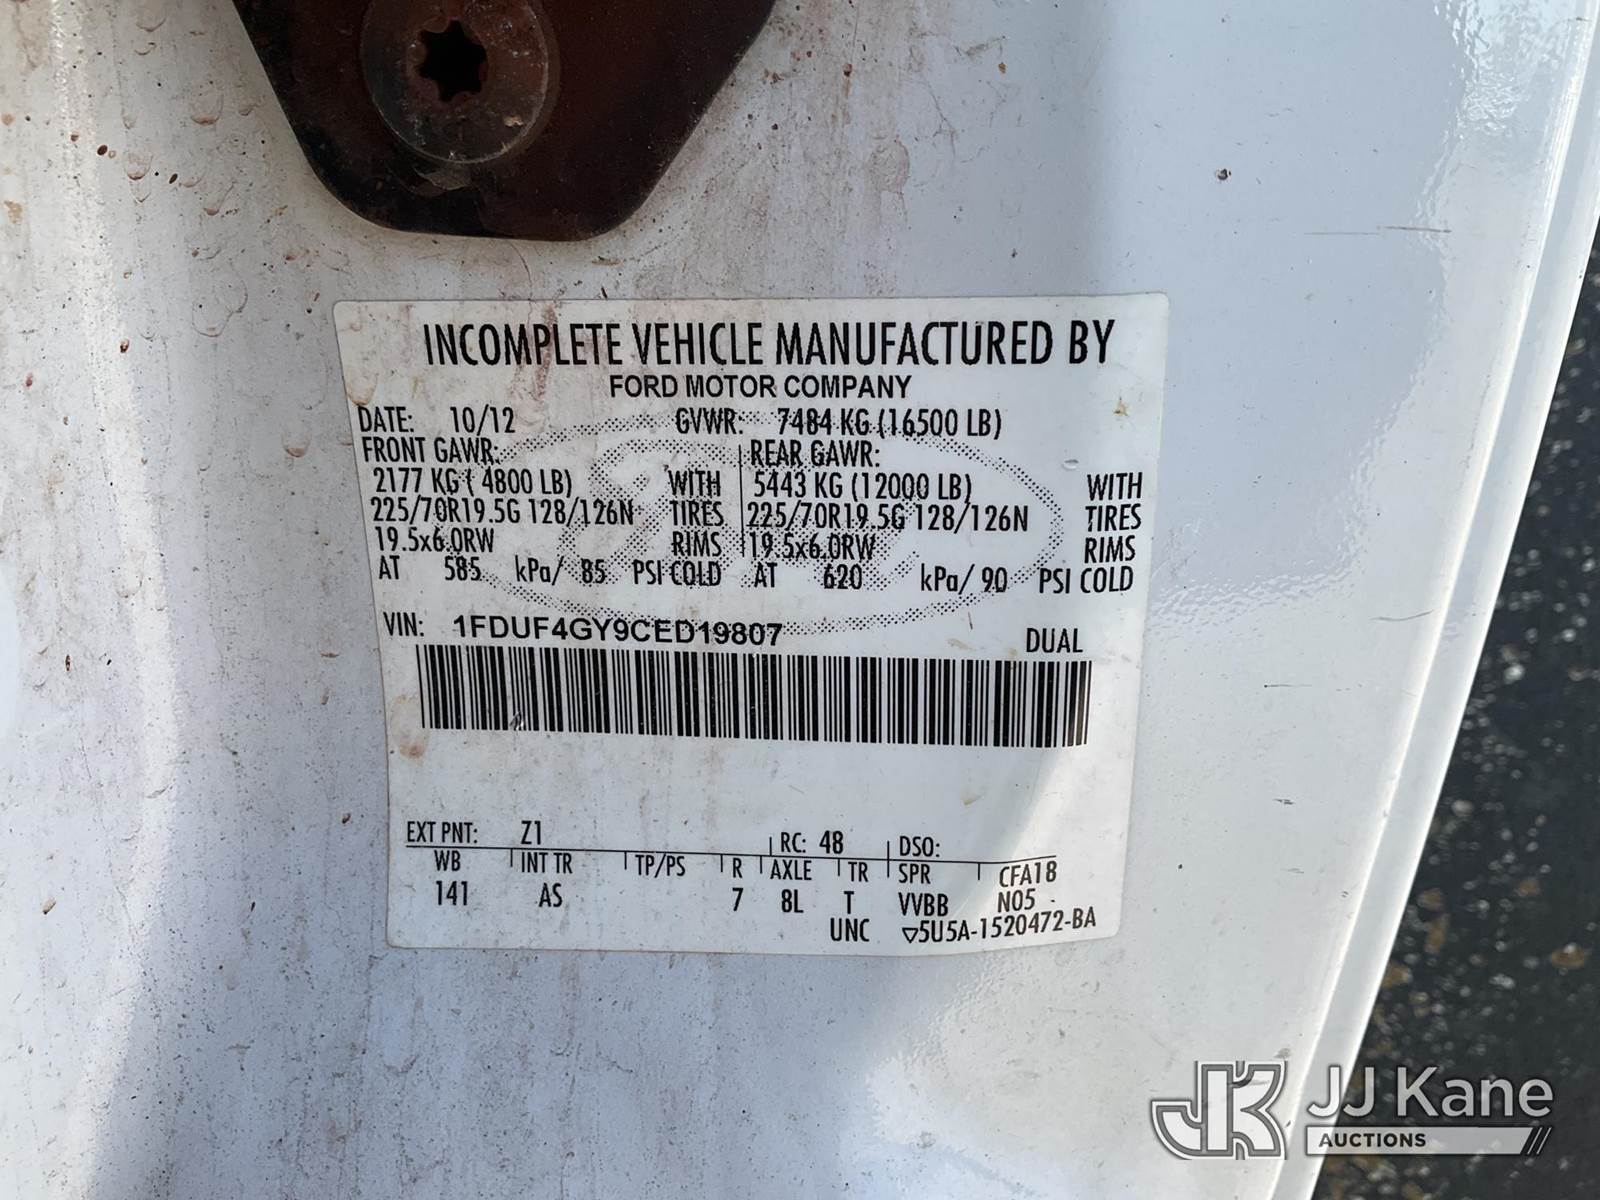 INCOMPLETE VEHICLE MANUFACTURED BY
FORD MOTOR COMPANY
DATE: 10/12 GVWR: 7484 KG (16500 LB)
FRONT GAWR: REAR GAWR:
2177 KG ( 4800 LB) WITH 5443 KG (12000 LB) WITH
225/70R19.5G 128/126N TIRES 225/70R19.5G 128/126N TIRES
19.5x6.0RW RIMS 19.5x6.0RW RIMS
AT 585 kPa/ 85 PSI COLD AT 620 kPa/ 90 PSI COLD
VIN: 1FDUF4GY9CED19807 DUAL
EXT PNT: Z1 RC: 48 DSO:
WB INT TR TP/PS R AXLE TR SPR CFA18
141 AS 7 8L T VVBB N05
UNC ▽5U5A-1520472-BA
JK JJ Kane
AUCTIONS